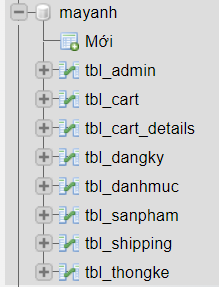 mayanh
Mới
tbl_admin
tbl_cart
tbl_cart_details
tbl_dangky
tbl_danhmuc
tbl_sanpham
tbl_shipping
tbl_thongke